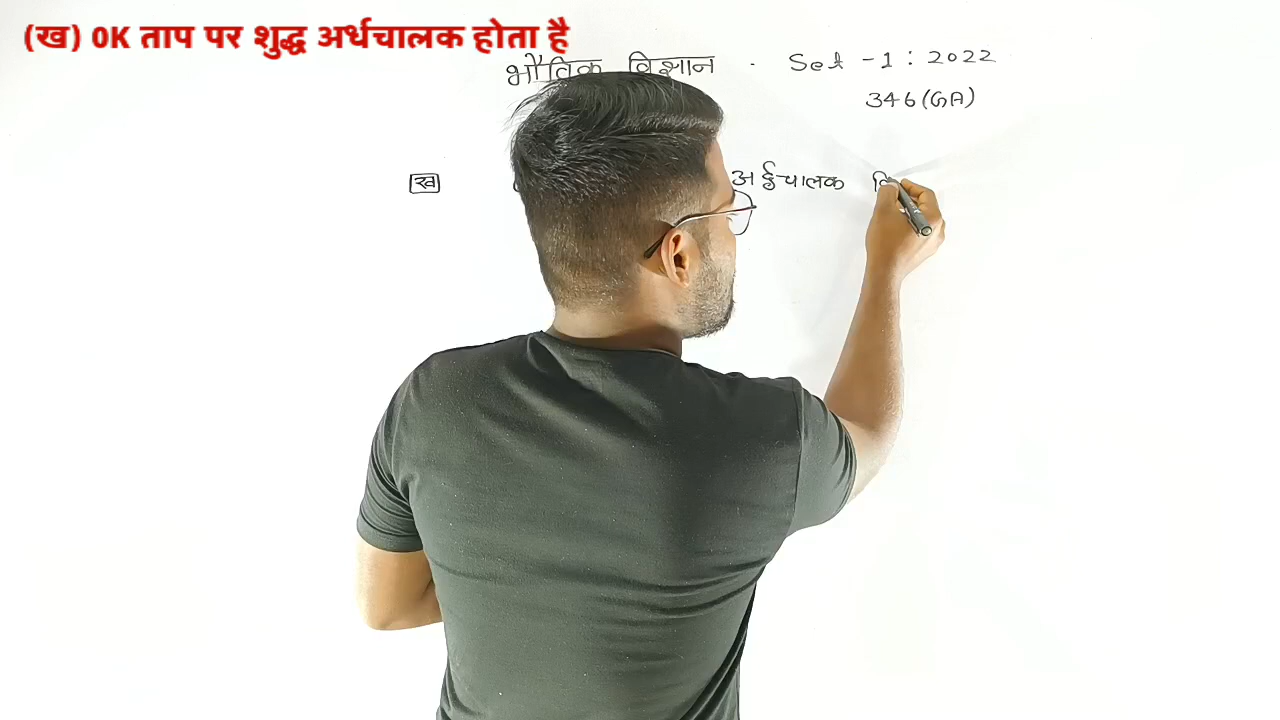 (ख) 0K ताप पर शुद्ध अर्धचालक होता है
भौतिक विज्ञान . Set - 1 : 2022
346 (GA)
ख अर्द्धचालक